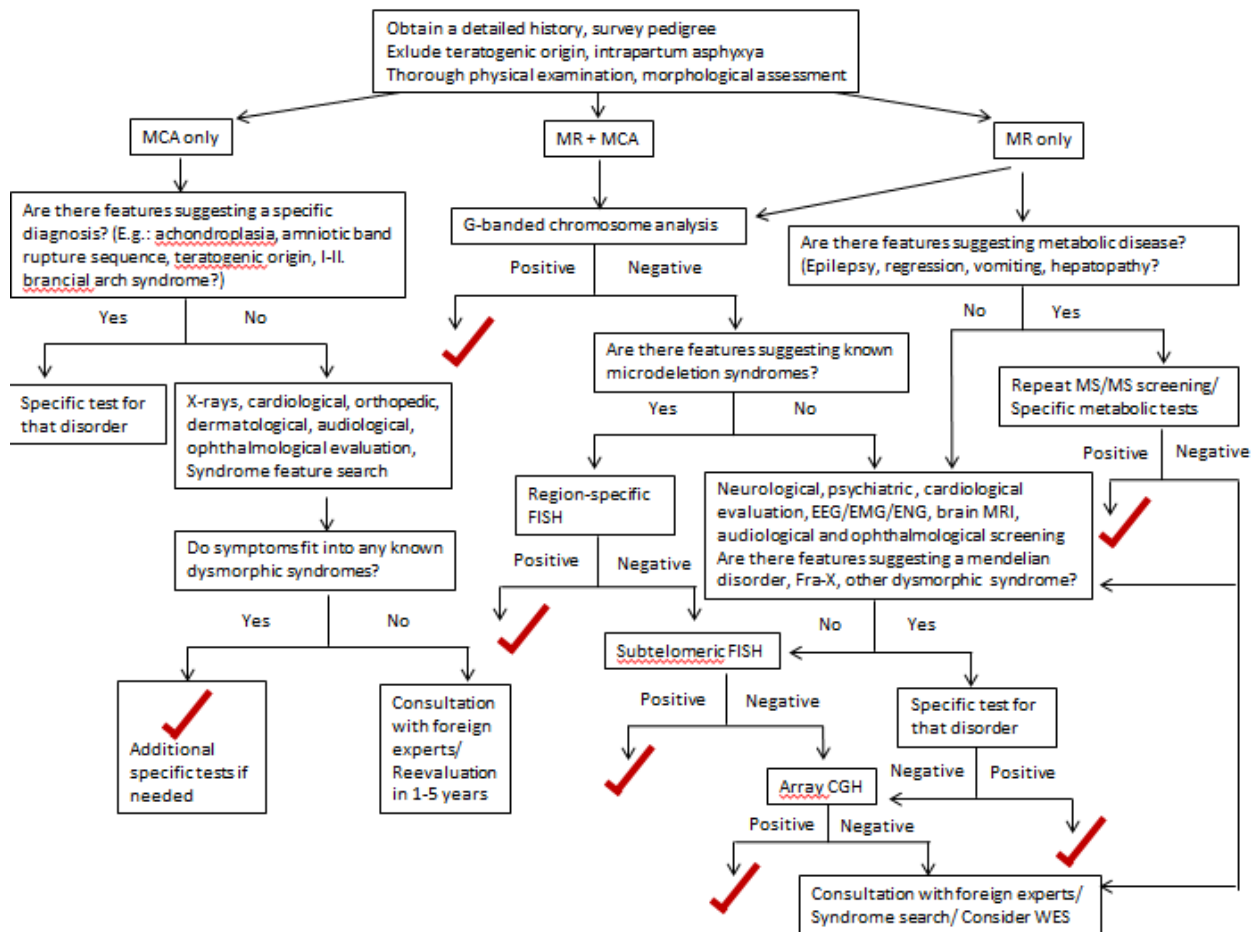 Obtain a detailed history, survey pedigree
Exlude teratogenic origin, intrapartum asphyxya
Thorough physical examination, morphological assessment
MCA only
MR + MCA
MR only
Are there features suggesting a specific
diagnosis? (E.g.: achondroplasia, amniotic band
rupture sequence, teratogenic origin, I-II.
brancial arch syndrome?)
G-banded chromosome analysis
Are there features suggesting metabolic disease?
(Epilepsy, regression, vomiting, hepatopathy?
Positive
Negative
Yes
No
No
Yes
Are there features suggesting known
microdeletion syndromes?
Specific test for
that disorder
X-rays, cardiological, orthopedic,
dermatological, audiological,
ophthalmological evaluation,
Syndrome feature search
Repeat MS/MS screening/
Specific metabolic tests
Yes
No
Positive
Negative
Region-specific
FISH
Neurological, psychiatric, cardiological
evaluation, EEG/EMG/ENG, brain MRI,
audiological and ophthalmological screening
Are there features suggesting a mendelian
disorder, Fra-X, other dysmorphic syndrome?
Do symptoms fit into any known
dysmorphic syndromes?
Positive
Negative
Yes
No
No
Yes
Subtelomeric FISH
Additional
specific tests if
needed
Consultation
with foreign
experts/
Reevaluation
in 1-5 years
Positive
Negative
Specific test for
that disorder
Array CGH
Negative
Positive
Positive
Negative
Consultation with foreign experts/
Syndrome search/ Consider WES